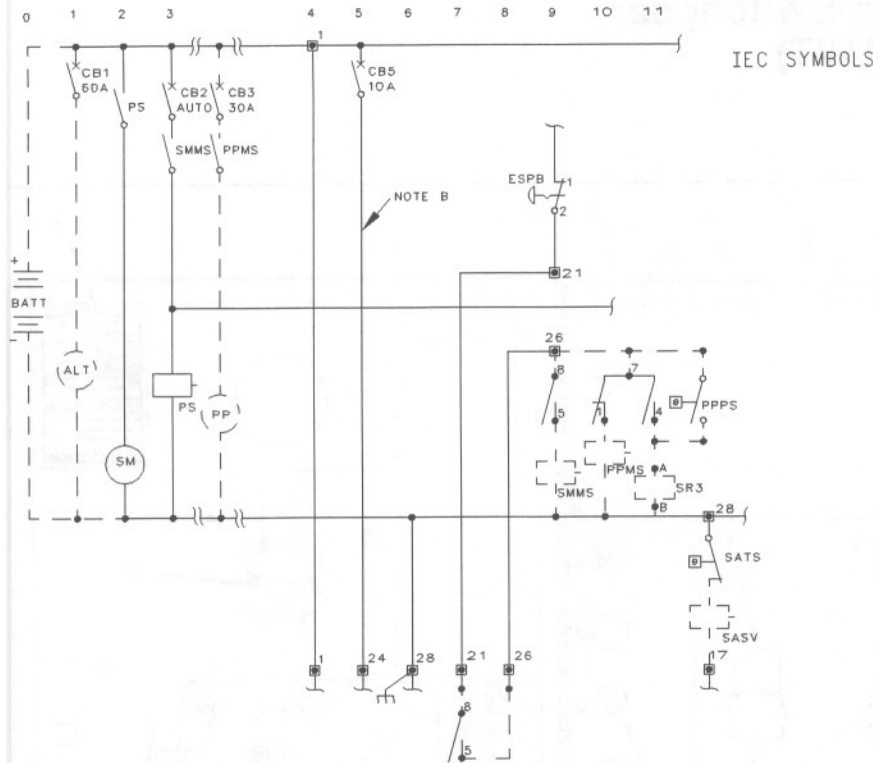 0 1 2 3 4 5 6 7 8 9 10 11
1
IEC SYMBOLS
CB1
60A
PS
CB2
AUTO
CB3
30A
CB5
10A
SMMS
PPMS
ESPB
1
2
NOTE B
21
+
BATT
-
26
8
7
ALT
PS
PP
5
1
4
PPPS
SM
SMMS
PPMS
A
SR3
B
28
SATS
SASV
1
24
28
21
26
17
8
5